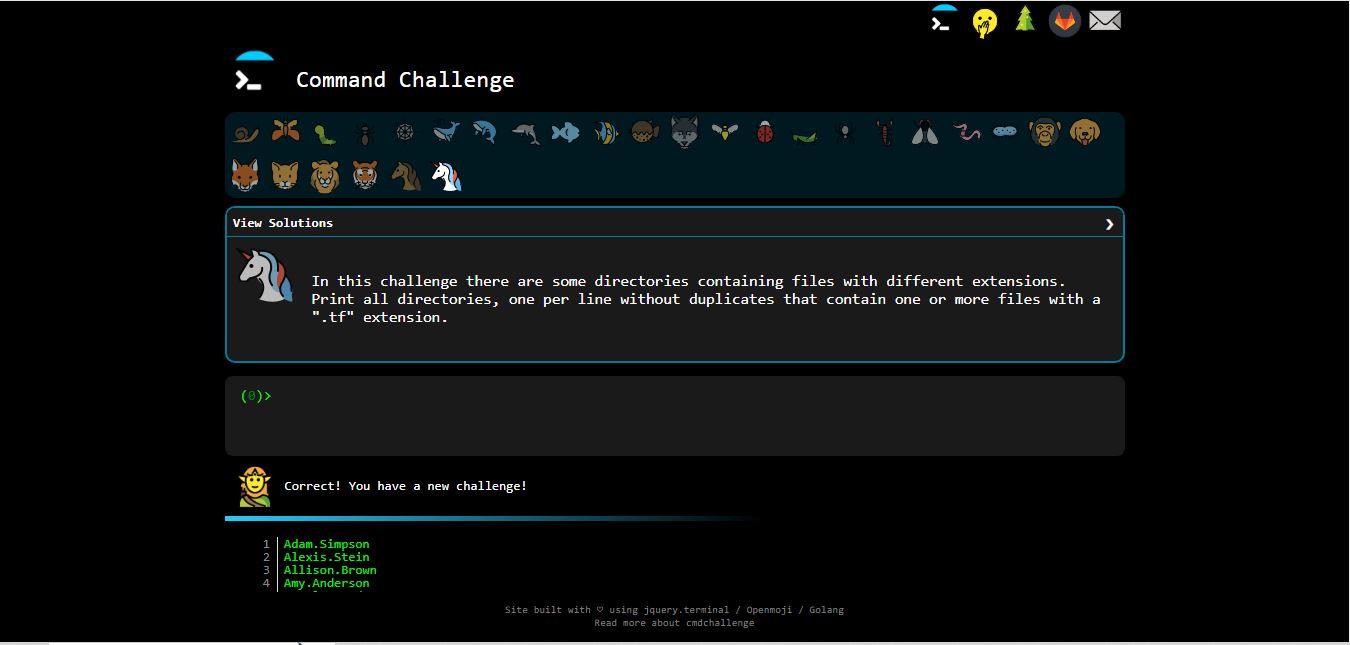 Command Challenge
View Solutions
In this challenge there are some directories containing files with different extensions.
Print all directories, one per line without duplicates that contain one or more files with a
".tf" extension.
(0)>
Correct! You have a new challenge!
1 Adam.Simpson
2 Alexis.Stein
3 Allison.Brown
4 Amy.Anderson
Site built with ♡ using jquery.terminal / Openmoji / Golang
Read more about cmdchallenge